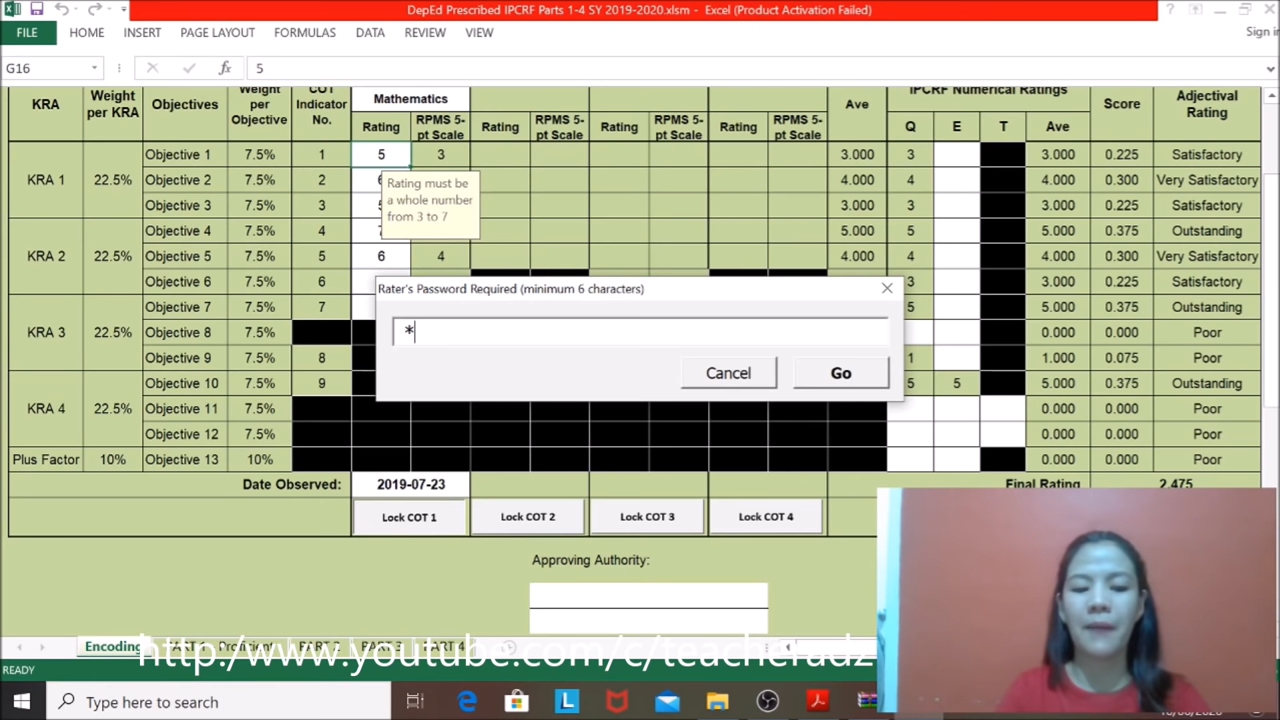 DepEd Prescribed IPCRF Parts 1-4 SY 2019-2020.xlsm - Excel (Product Activation Failed)
FILE HOME INSERT PAGE LAYOUT FORMULAS DATA REVIEW VIEW Sign in
G16 fx 5
KRA Weight per KRA Objectives Weight per Objective COT Indicator No. Mathematics Ave IPCRF Numerical Ratings Score Adjectival Rating
Rating RPMS 5-pt Scale Rating RPMS 5-pt Scale Rating RPMS 5-pt Scale Rating RPMS 5-pt Scale Q E T Ave
Objective 1 7.5% 1 5 3 3.000 3 3.000 0.225 Satisfactory
KRA 1 22.5% Objective 2 7.5% 2 4.000 4 4.000 0.300 Very Satisfactory
Objective 3 7.5% 3 3.000 3 3.000 0.225 Satisfactory
Rating must be
a whole number
from 3 to 7
Objective 4 7.5% 4 5.000 5 5.000 0.375 Outstanding
KRA 2 22.5% Objective 5 7.5% 5 6 4 4.000 4 4.000 0.300 Very Satisfactory
Objective 6 7.5% 6 3.000 0.225 Satisfactory
Rater's Password Required (minimum 6 characters)
*
Cancel Go
Objective 7 7.5% 7 5 5.000 0.375 Outstanding
KRA 3 22.5% Objective 8 7.5% 0.000 0.000 Poor
Objective 9 7.5% 8 1 1.000 0.075 Poor
Objective 10 7.5% 9 5 5 5.000 0.375 Outstanding
KRA 4 22.5% Objective 11 7.5% 0.000 0.000 Poor
Objective 12 7.5% 0.000 0.000 Poor
Plus Factor 10% Objective 13 10% 0.000 0.000 Poor
Date Observed: 2019-07-23 Final Rating 2.475
Lock COT 1 Lock COT 2 Lock COT 3 Lock COT 4
Approving Authority:
Encoding PART 1 Proficient PART 2 PART 3 PART 4
http:/www.youtube.com/c/teacheradz
READY
Type here to search